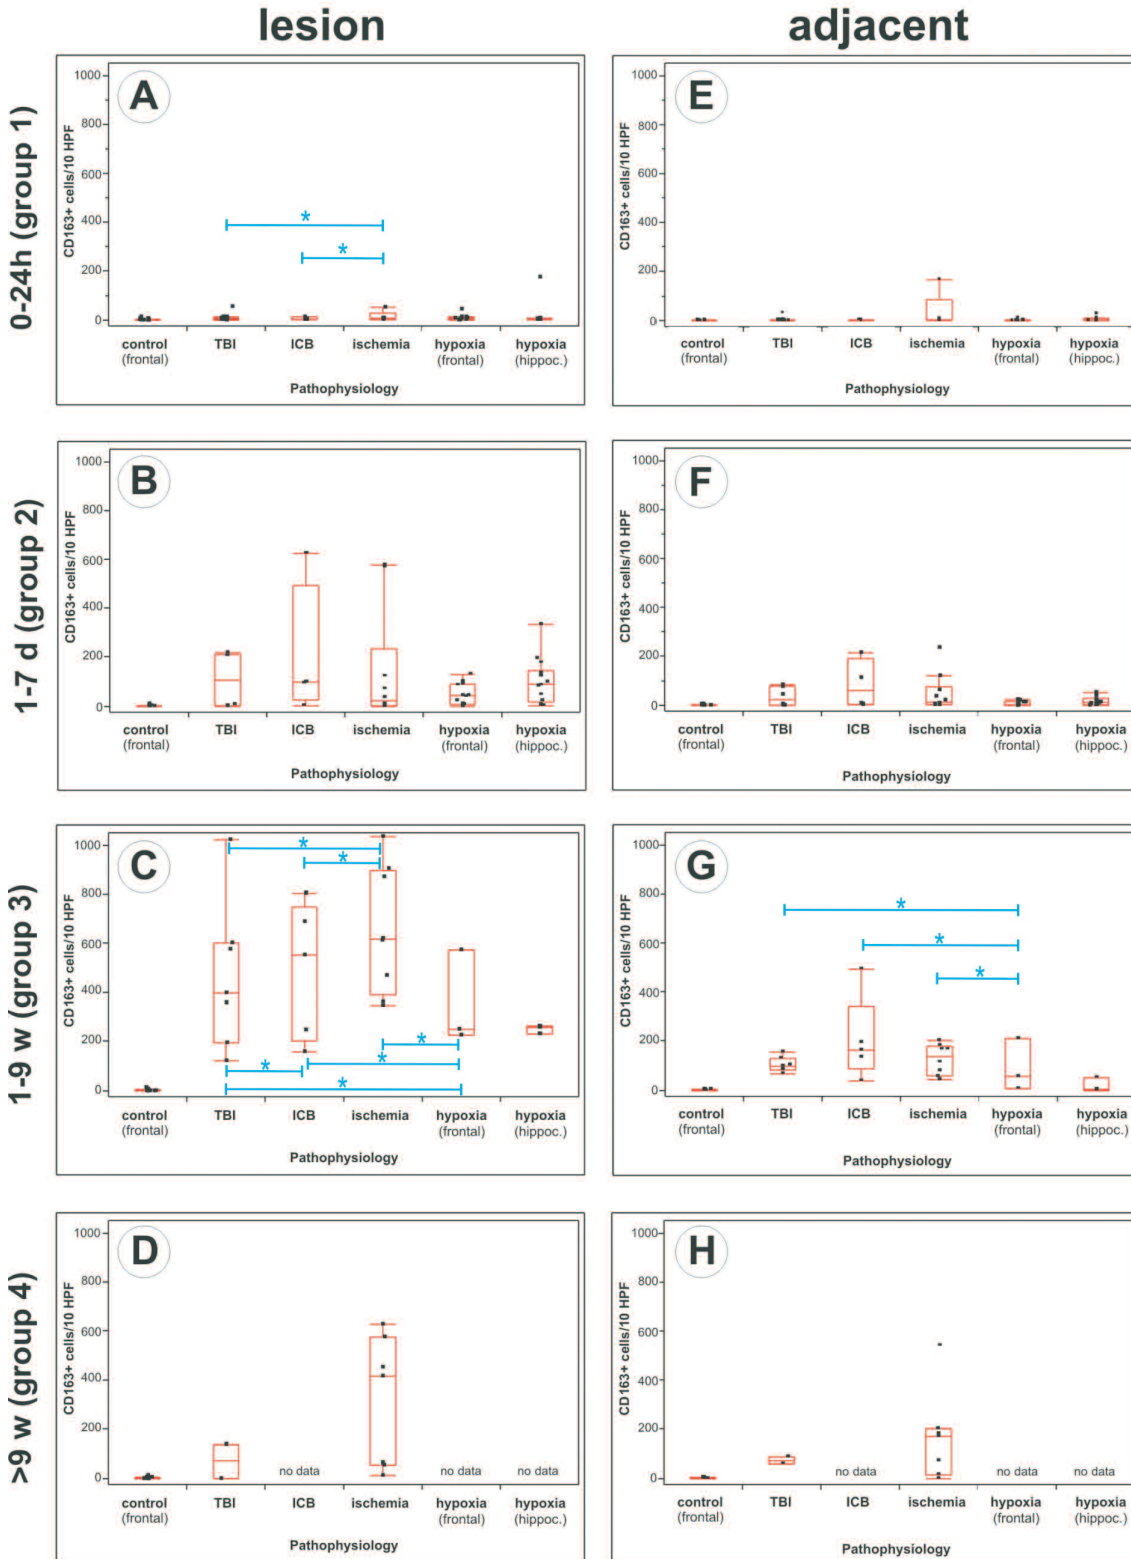 lesion
adjacent
0-24h (group 1)
A
CD163+ cells/10 HPF
1000
800
600
400
200
0
*
*
control TBI ICB ischemia hypoxia hypoxia
(frontal) (frontal) (hippoc.)
Pathophysiology
E
CD163+ cells/10 HPF
1000
800
600
400
200
0
control TBI ICB ischemia hypoxia hypoxia
(frontal) (frontal) (hippoc.)
Pathophysiology
1-7 d (group 2)
B
CD163+ cells/10 HPF
1000
800
600
400
200
0
control TBI ICB ischemia hypoxia hypoxia
(frontal) (frontal) (hippoc.)
Pathophysiology
F
CD163+ cells/10 HPF
1000
800
600
400
200
0
control TBI ICB ischemia hypoxia hypoxia
(frontal) (frontal) (hippoc.)
Pathophysiology
1-9 w (group 3)
C
CD163+ cells/10 HPF
1000
800
600
400
200
0
*
*
*
*
*
*
control TBI ICB ischemia hypoxia hypoxia
(frontal) (frontal) (hippoc.)
Pathophysiology
G
CD163+ cells/10 HPF
1000
800
600
400
200
0
*
*
*
control TBI ICB ischemia hypoxia hypoxia
(frontal) (frontal) (hippoc.)
Pathophysiology
>9 w (group 4)
D
CD163+ cells/10 HPF
1000
800
600
400
200
0
no data no data no data
control TBI ICB ischemia hypoxia hypoxia
(frontal) (frontal) (hippoc.)
Pathophysiology
H
CD163+ cells/10 HPF
1000
800
600
400
200
0
no data no data no data
control TBI ICB ischemia hypoxia hypoxia
(frontal) (frontal) (hippoc.)
Pathophysiology